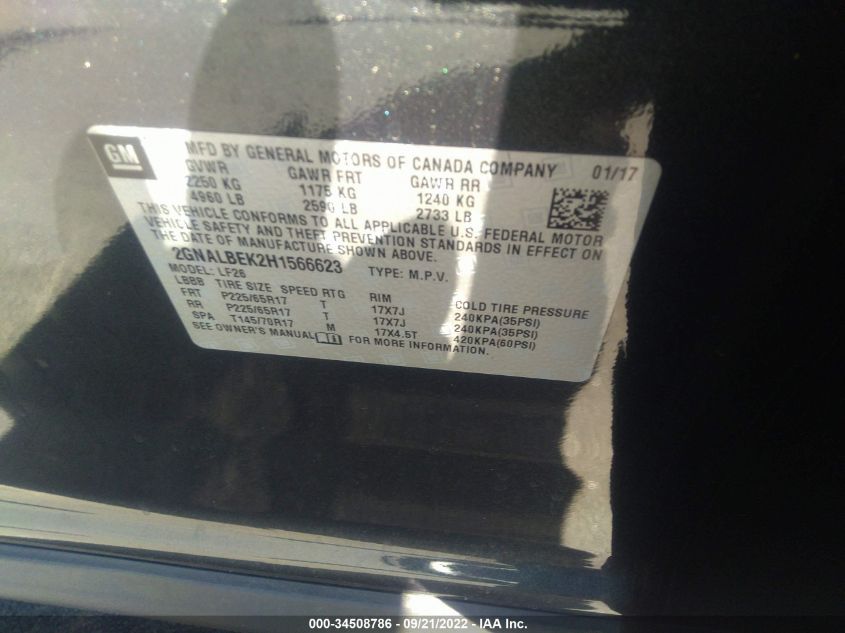 GM
MFD BY GENERAL MOTORS OF CANADA COMPANY 01/17
GVWR GAWR FRT GAWR RR
2250 KG 1175 KG 1240 KG
4960 LB 2590 LB 2733 LB
THIS VEHICLE CONFORMS TO ALL APPLICABLE U.S. FEDERAL MOTOR
VEHICLE SAFETY AND THEFT PREVENTION STANDARDS IN EFFECT ON
THE DATE OF MANUFACTURE SHOWN ABOVE.
2GNALBEK2H1566623 TYPE: M.P.V.
MODEL: LF26
LBBB TIRE SIZE SPEED RTG RIM COLD TIRE PRESSURE
FRT P225/65R17 T 17X7J 240KPA(35PSI)
RR P225/65R17 T 17X7J 240KPA(35PSI)
SPA T145/70R17 M 17X4.5T 420KPA(60PSI)
SEE OWNER'S MANUAL FOR MORE INFORMATION.
000-34508786 - 09/21/2022 - IAA Inc.